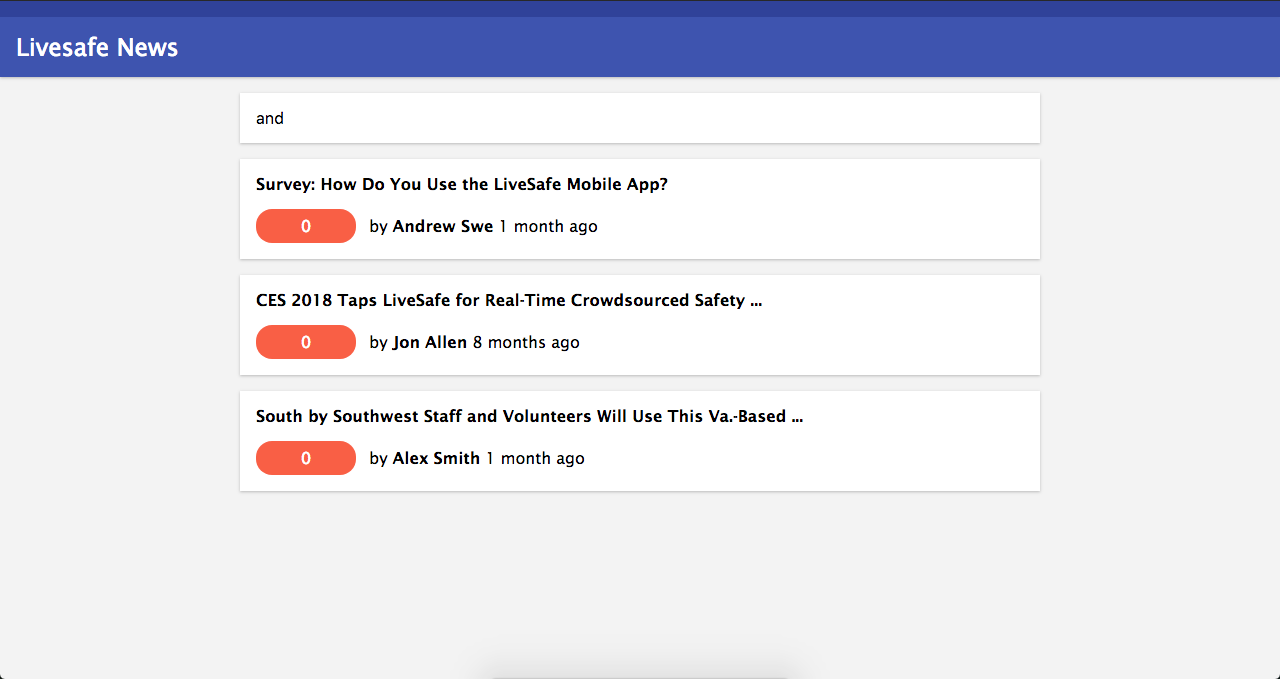 Livesafe News
and
Survey: How Do You Use the LiveSafe Mobile App?
0 by Andrew Swe 1 month ago
CES 2018 Taps LiveSafe for Real-Time Crowdsourced Safety ...
0 by Jon Allen 8 months ago
South by Southwest Staff and Volunteers Will Use This Va.-Based ...
0 by Alex Smith 1 month ago